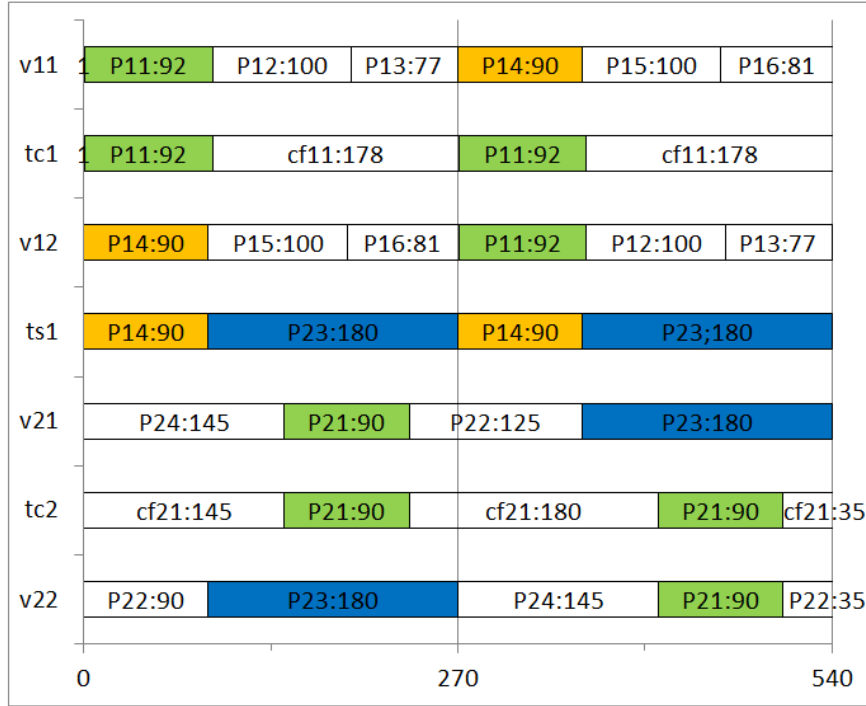 v11 1 P11:92 P12:100 P13:77 P14:90 P15:100 P16:81
tc1 1 P11:92 cf11:178 P11:92 cf11:178
v12 P14:90 P15:100 P16:81 P11:92 P12:100 P13:77
ts1 P14:90 P23:180 P14:90 P23;180
v21 P24:145 P21:90 P22:125 P23:180
tc2 cf21:145 P21:90 cf21:180 P21:90 cf21:35
v22 P22:90 P23:180 P24:145 P21:90 P22:35
0 270 540